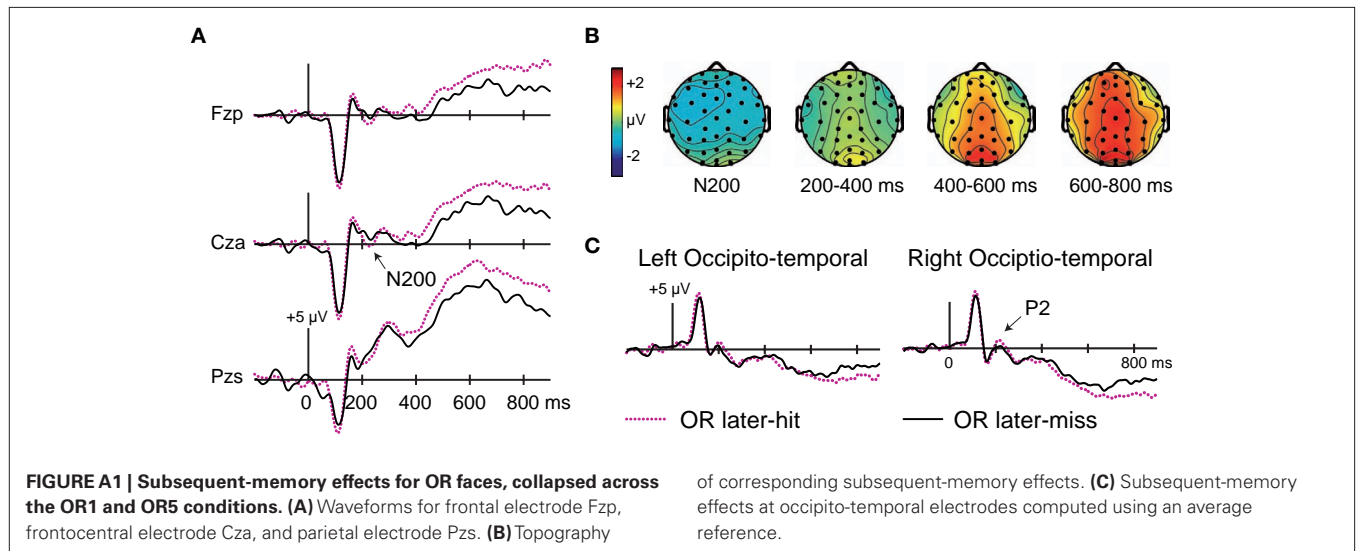 A
Fzp
Cza
N200
+5 µV
Pzs
0 200 400 600 800 ms
B
+2
µV
-2
N200 200-400 ms 400-600 ms 600-800 ms
C
Left Occipito-temporal
Right Occiptio-temporal
+5 µV
P2
0
800 ms
OR later-hit
OR later-miss
FIGURE A1 | Subsequent-memory effects for OR faces, collapsed across
the OR1 and OR5 conditions. (A) Waveforms for frontal electrode Fzp,
frontocentral electrode Cza, and parietal electrode Pzs. (B) Topography
of corresponding subsequent-memory effects. (C) Subsequent-memory
effects at occipito-temporal electrodes computed using an average
reference.